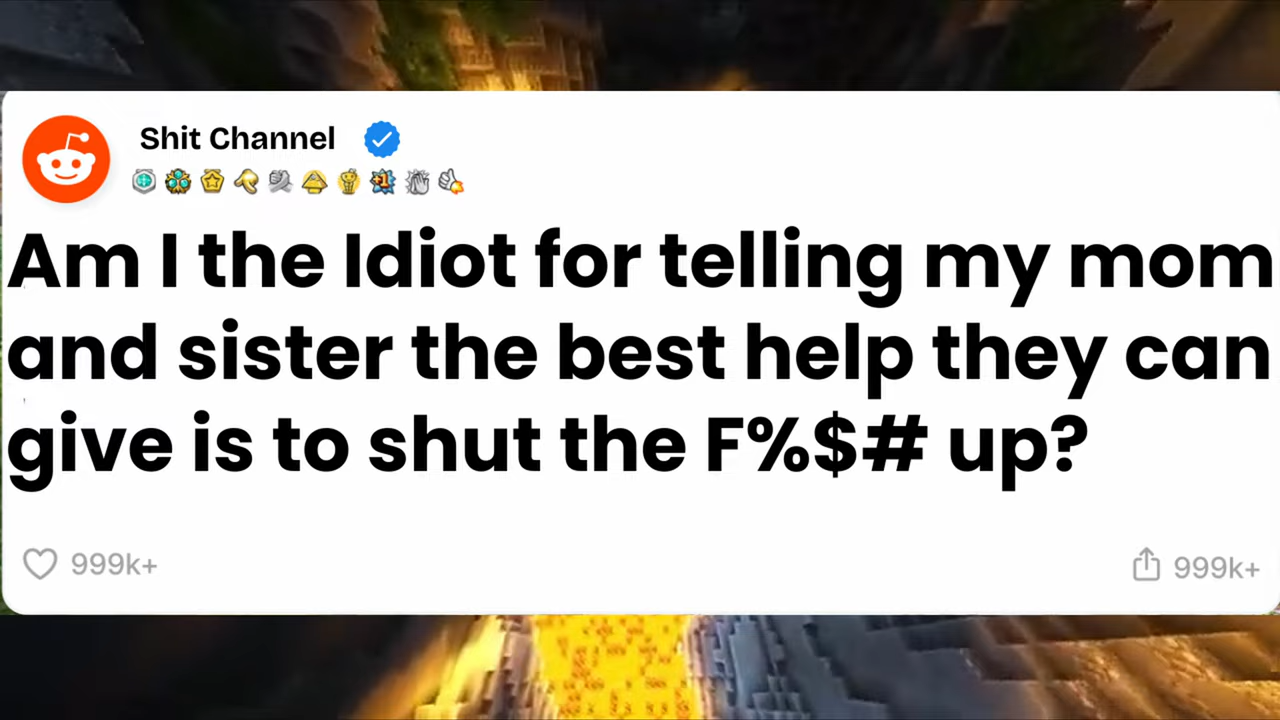 Shit Channel
Am I the Idiot for telling my mom
and sister the best help they can
give is to shut the F%$# up?
999k+
999k+